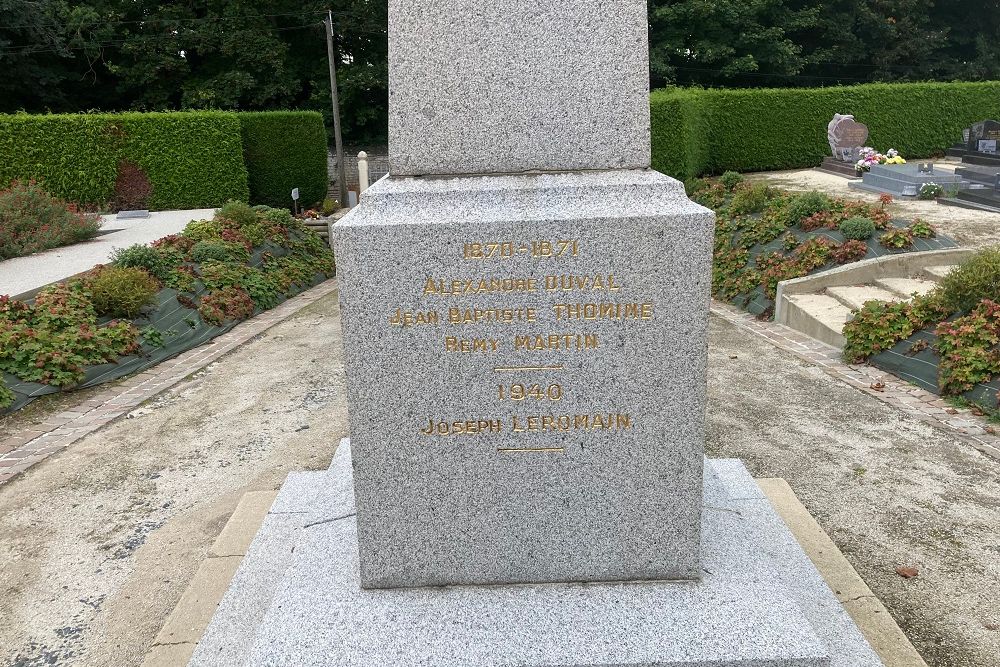 1870-1871
ALEXANDRE DUVAL
JEAN BAPTISTE THOMINE
REMY MARTIN
1940
JOSEPH LEROMAIN